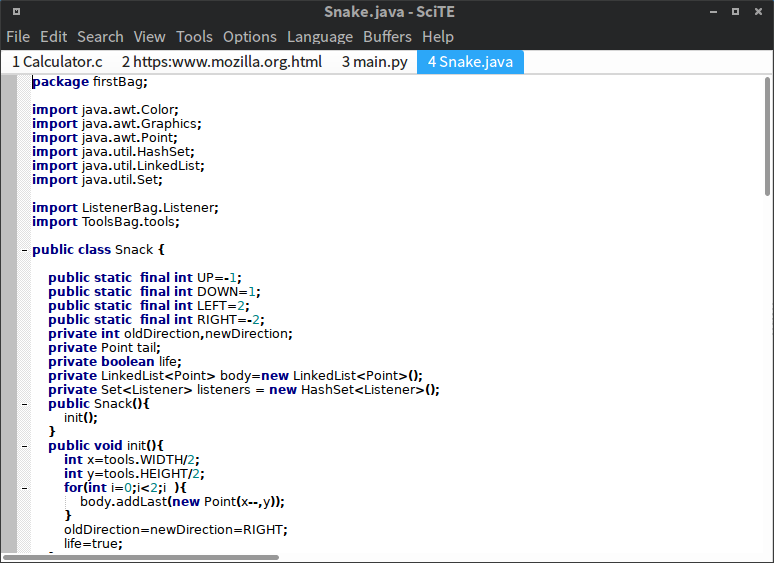 Snake.java - SciTE
File Edit Search View Tools Options Language Buffers Help
1 Calculator.c 2 https:www.mozilla.org.html 3 main.py 4 Snake.java
package firstBag;
import java.awt.Color;
import java.awt.Graphics;
import java.awt.Point;
import java.util.HashSet;
import java.util.LinkedList;
import java.util.Set;
import ListenerBag.Listener;
import ToolsBag.tools;
public class Snack {
public static  final int UP=-1;
public static  final int DOWN=1;
public static  final int LEFT=2;
public static  final int RIGHT=-2;
private int oldDirection,newDirection;
private Point tail;
private boolean life;
private LinkedList<Point> body=new LinkedList<Point>();
private Set<Listener> listeners = new HashSet<Listener>();
public Snack(){
init();
}
public void init(){
int x=tools.WIDTH/2;
int y=tools.HEIGHT/2;
for(int i=0;i<2;i  ){
body.addLast(new Point(x--,y));
}
oldDirection=newDirection=RIGHT;
life=true;